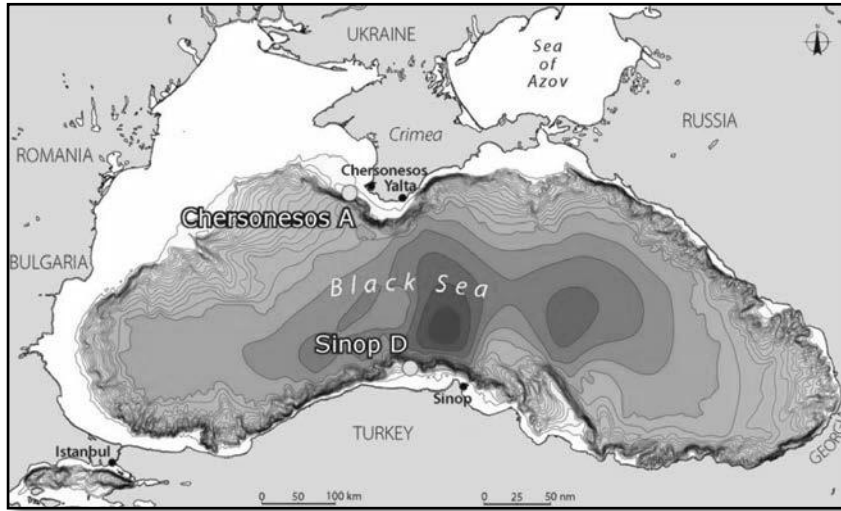 N
UKRAINE
Sea
of
Azov
RUSSIA
Crimea
ROMANIA
Chersonesos
Yalta
Chersonesos A
BULGARIA
Black Sea
Sinop D
Sinop
TURKEY
Istanbul
GEORGIA
0 50 100 km
0 25 50 nm